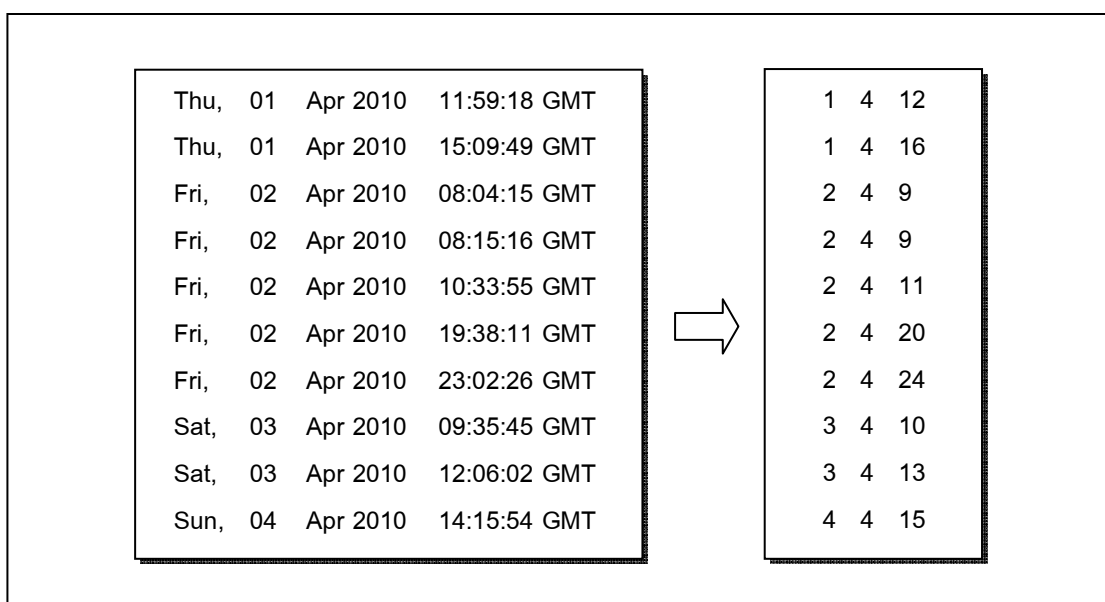 Thu, 01 Apr 2010 11:59:18 GMT
Thu, 01 Apr 2010 15:09:49 GMT
Fri, 02 Apr 2010 08:04:15 GMT
Fri, 02 Apr 2010 08:15:16 GMT
Fri, 02 Apr 2010 10:33:55 GMT
Fri, 02 Apr 2010 19:38:11 GMT
Fri, 02 Apr 2010 23:02:26 GMT
Sat, 03 Apr 2010 09:35:45 GMT
Sat, 03 Apr 2010 12:06:02 GMT
Sun, 04 Apr 2010 14:15:54 GMT
1 4 12
1 4 16
2 4 9
2 4 9
2 4 11
2 4 20
2 4 24
3 4 10
3 4 13
4 4 15